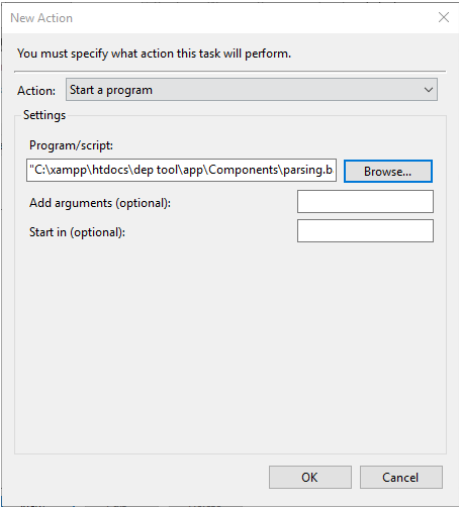 New Action
You must specify what action this task will perform.
Action: Start a program
Settings
Program/script:
"C:\xampp\htdocs\dep tool\app\Components\parsing.b
Browse...
Add arguments (optional):
Start in (optional):
OK
Cancel